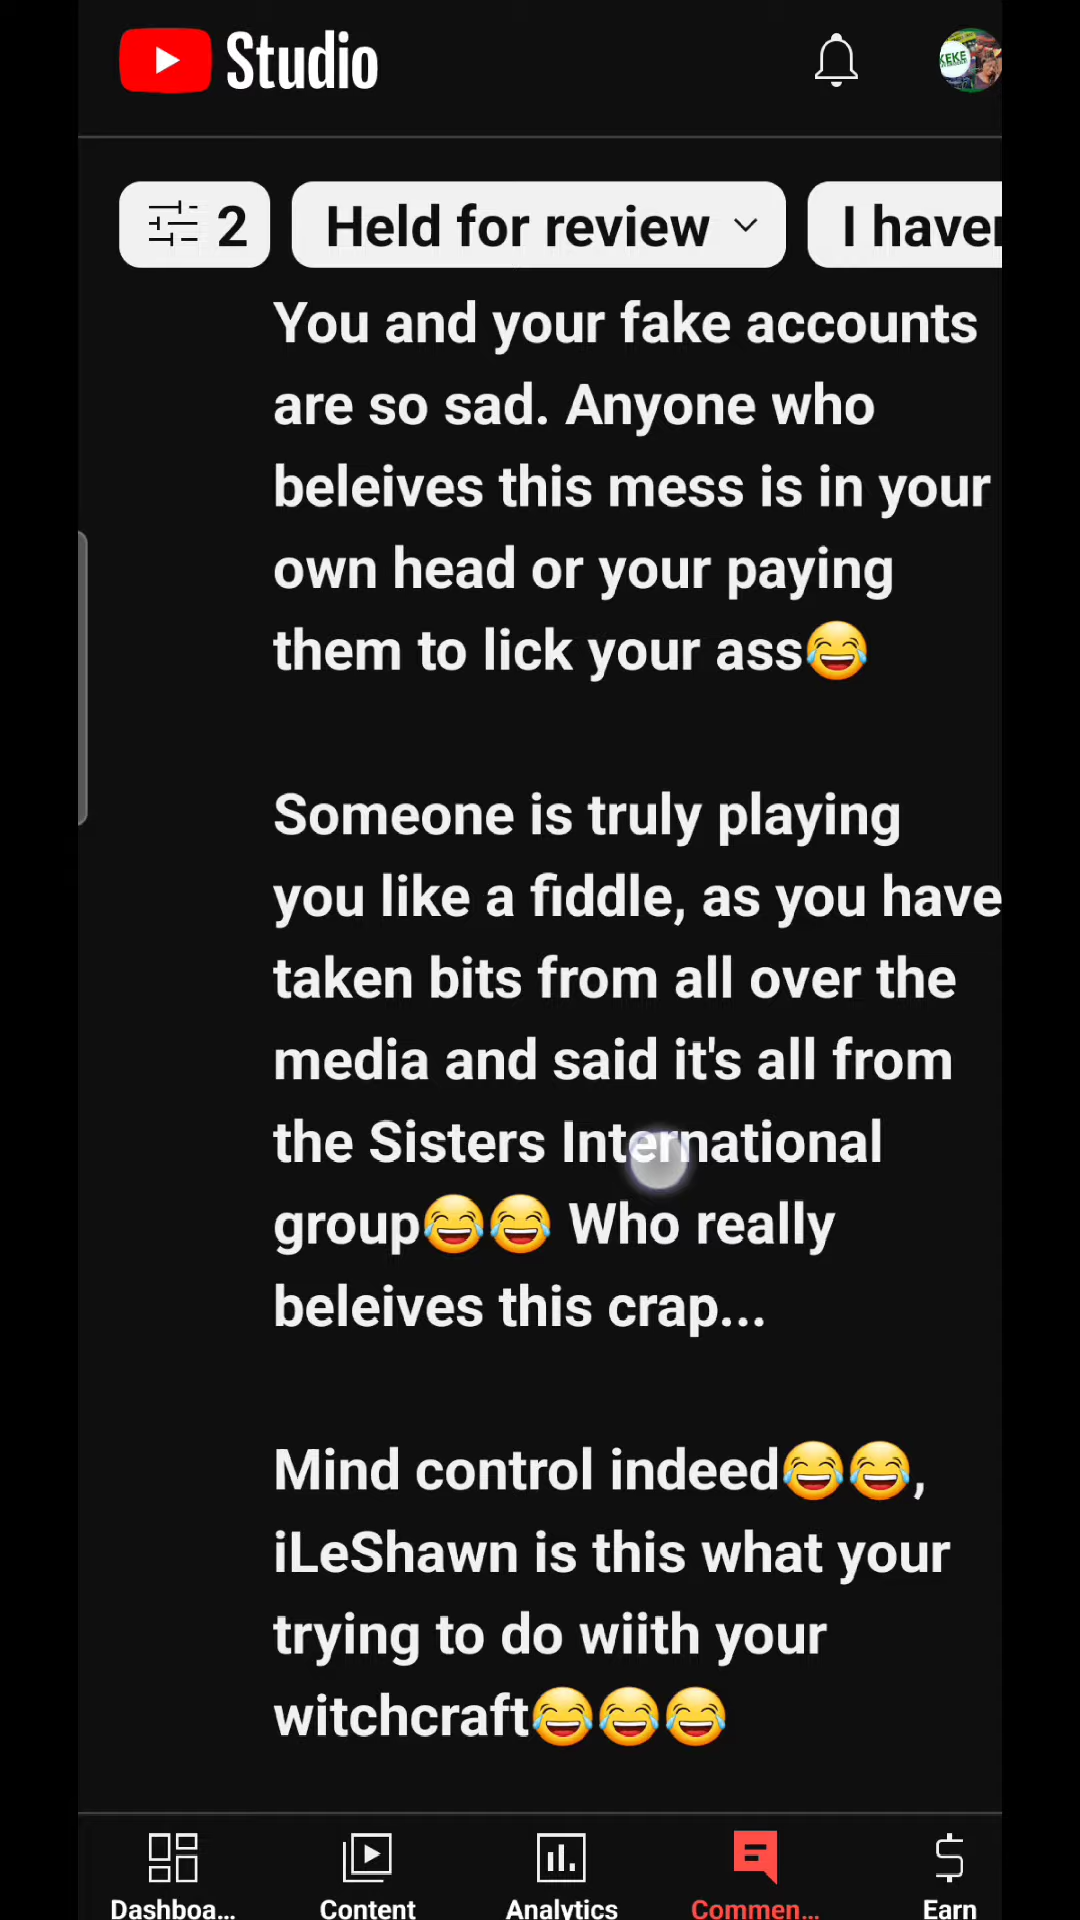 Studio
KEKE
2 Held for review I haven
You and your fake accounts
are so sad. Anyone who
beleives this mess is in your
own head or your paying
them to lick your ass😂
Someone is truly playing
you like a fiddle, as you have
taken bits from all over the
media and said it's all from
the Sisters International
group😂😂 Who really
beleives this crap...
Mind control indeed😂😂,
iLeShawn is this what your
trying to do wiith your
witchcraft😂😂😂
Dashboa... Content Analytics Commen... Earn